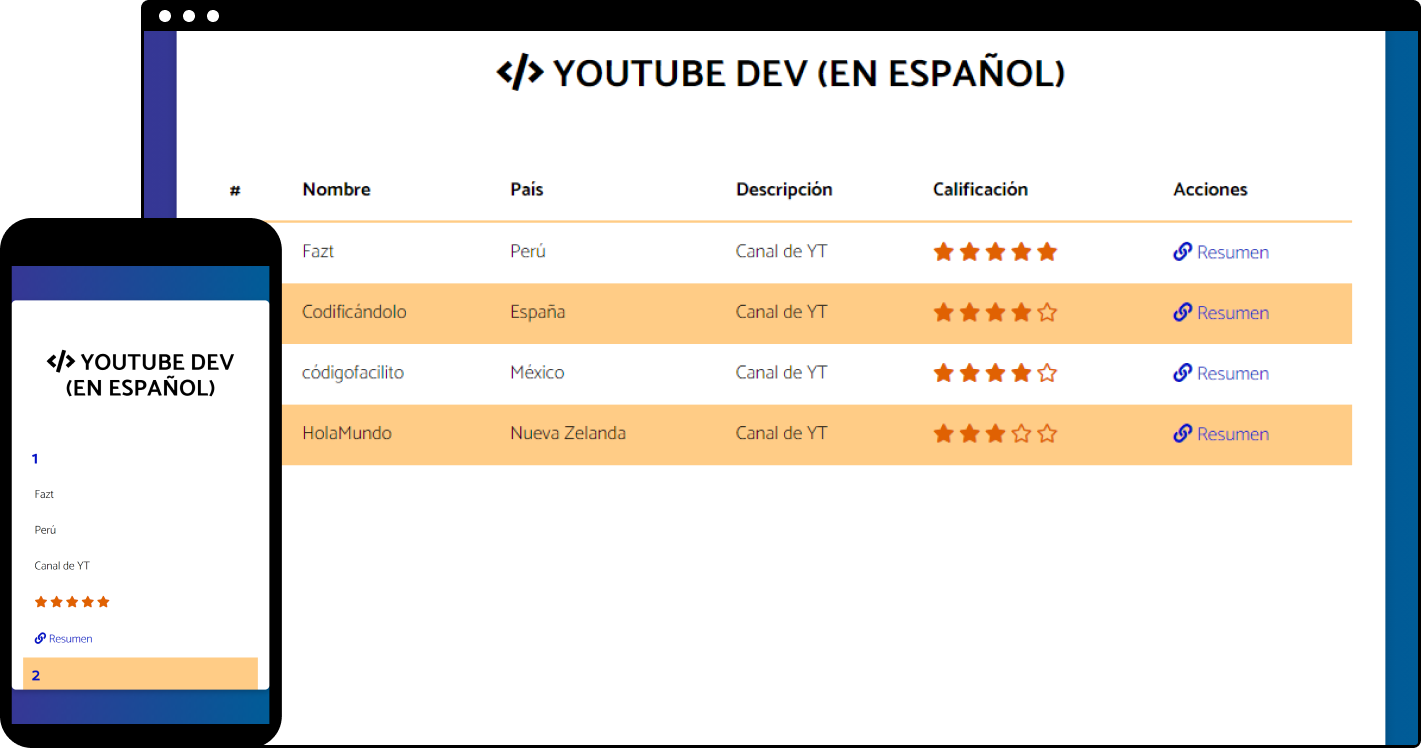 </> YOUTUBE DEV (EN ESPAÑOL)
# Nombre País Descripción Calificación Acciones
Fazt Perú Canal de YT Resumen
Codificándolo España Canal de YT Resumen
códigofacilito México Canal de YT Resumen
HolaMundo Nueva Zelanda Canal de YT Resumen
</> YOUTUBE DEV
(EN ESPAÑOL)
1
Fazt
Perú
Canal de YT
Resumen
2